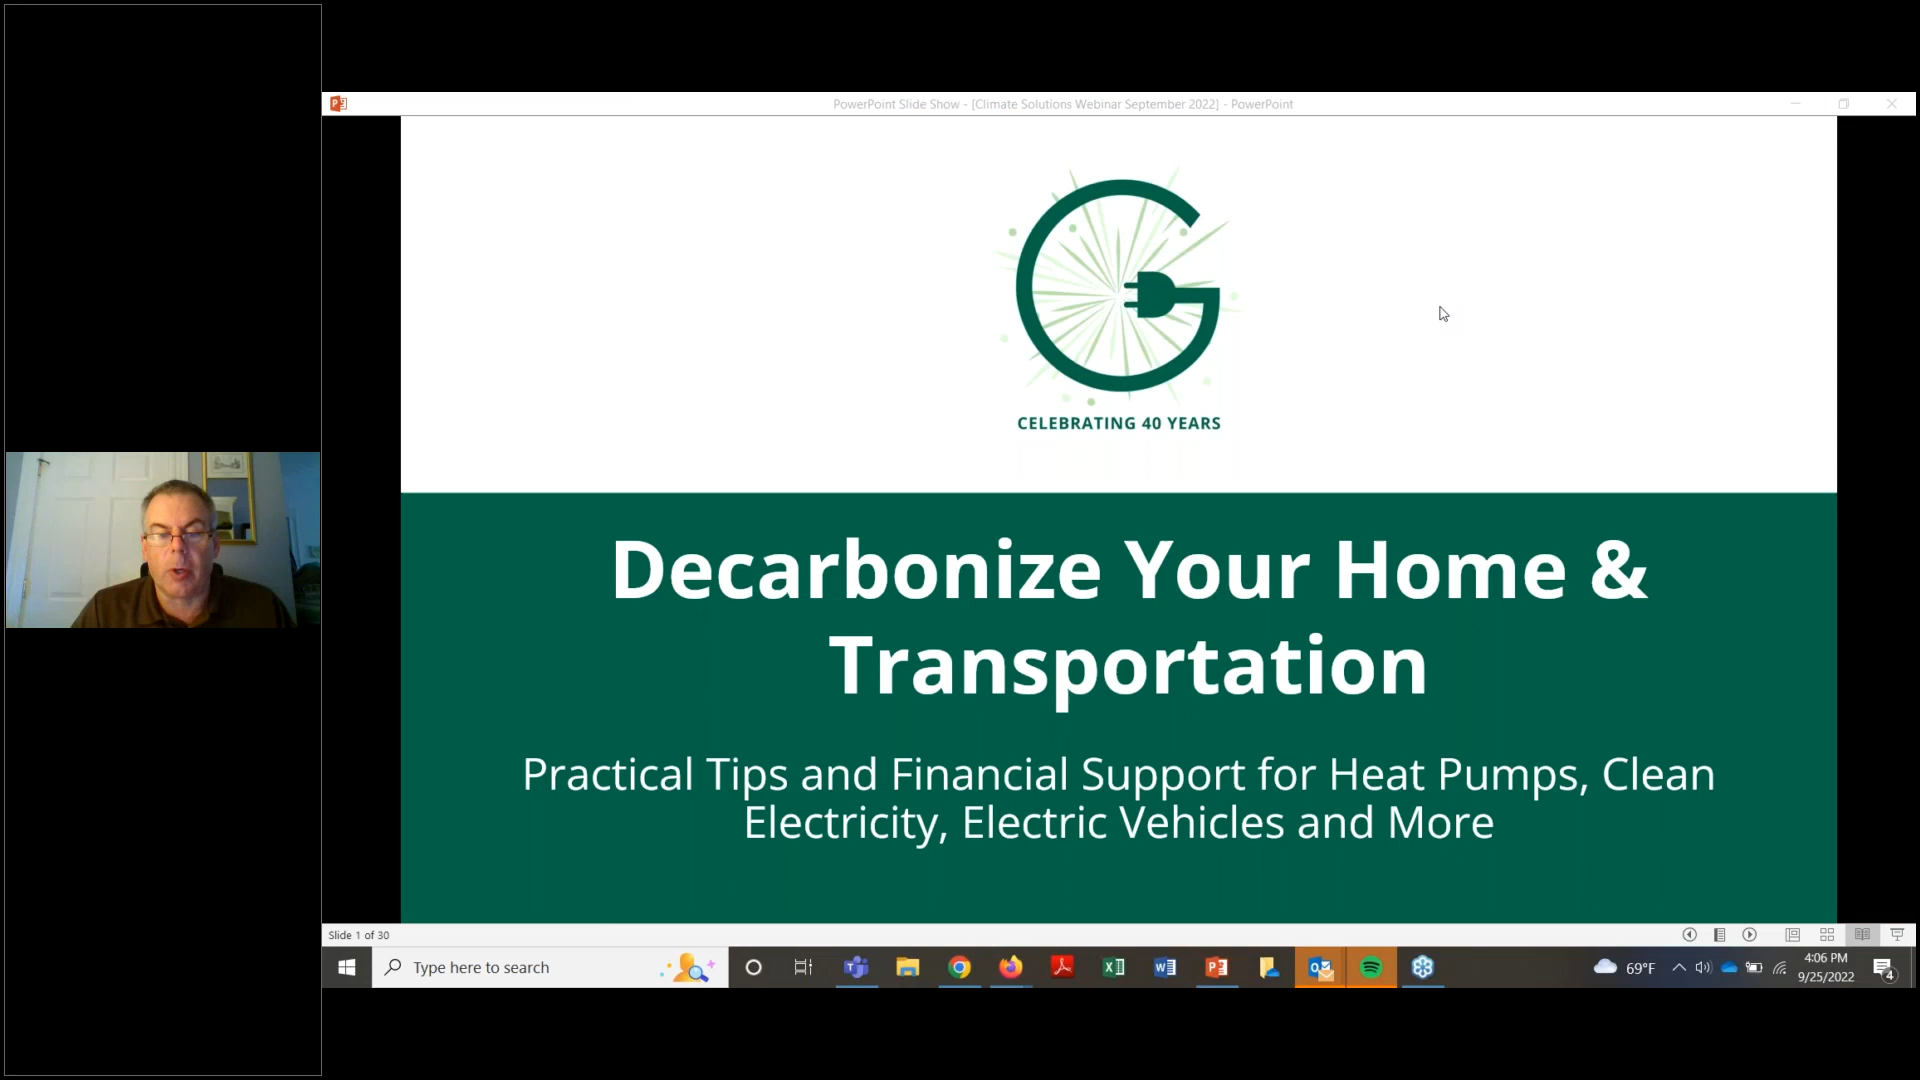 PowerPoint Slide Show - [Climate Solutions Webinar September 2022] - PowerPoint
CELEBRATING 40 YEARS
Decarbonize Your Home &
Transportation
Practical Tips and Financial Support for Heat Pumps, Clean
Electricity, Electric Vehicles and More
Slide 1 of 30
Type here to search
69°F
4:06 PM
9/25/2022
4